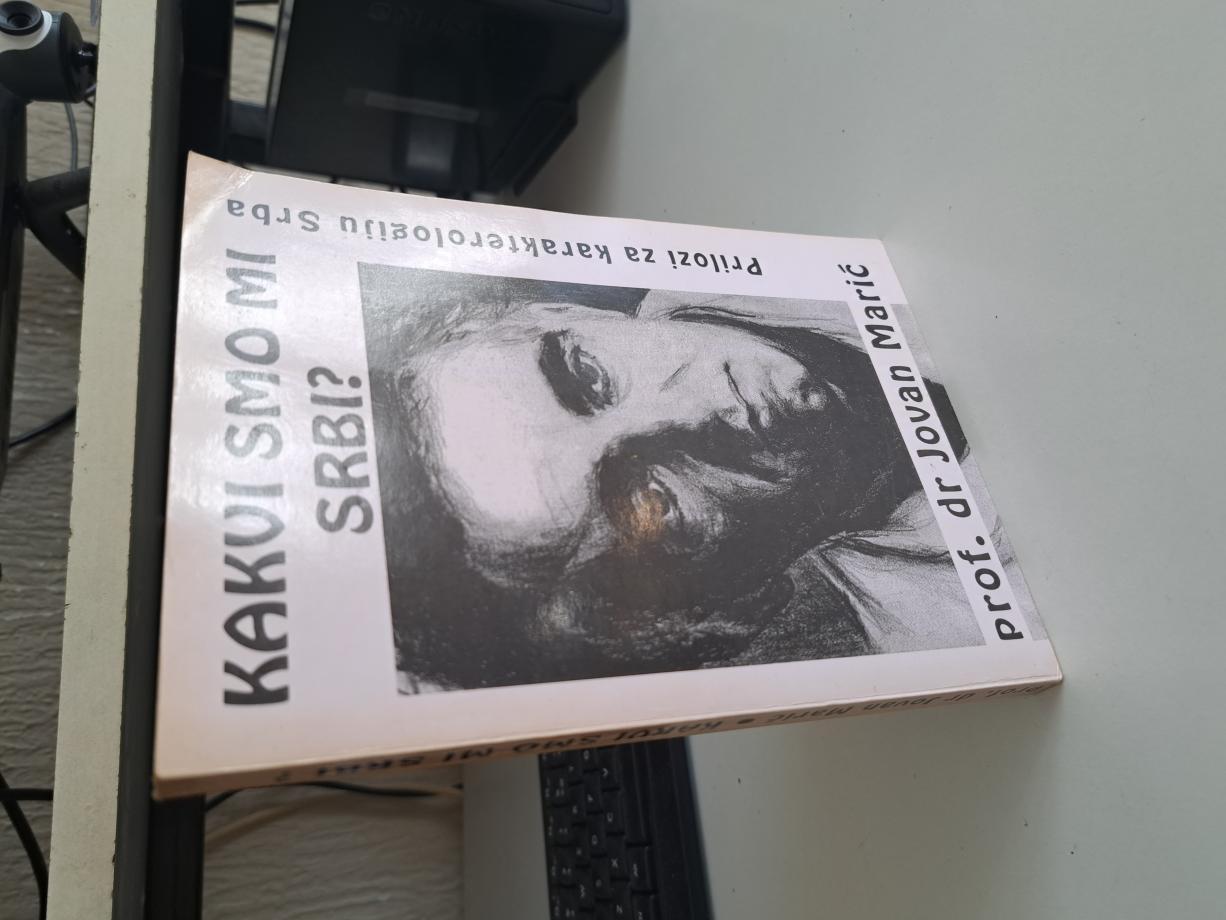 KAKVI SMO MI
SRBI?
Prilozi za karakterologiju Srba
prof. dr Jovan Marić
Prof. dr Jovan Marić • KAKVI SMO MI SRBI ?